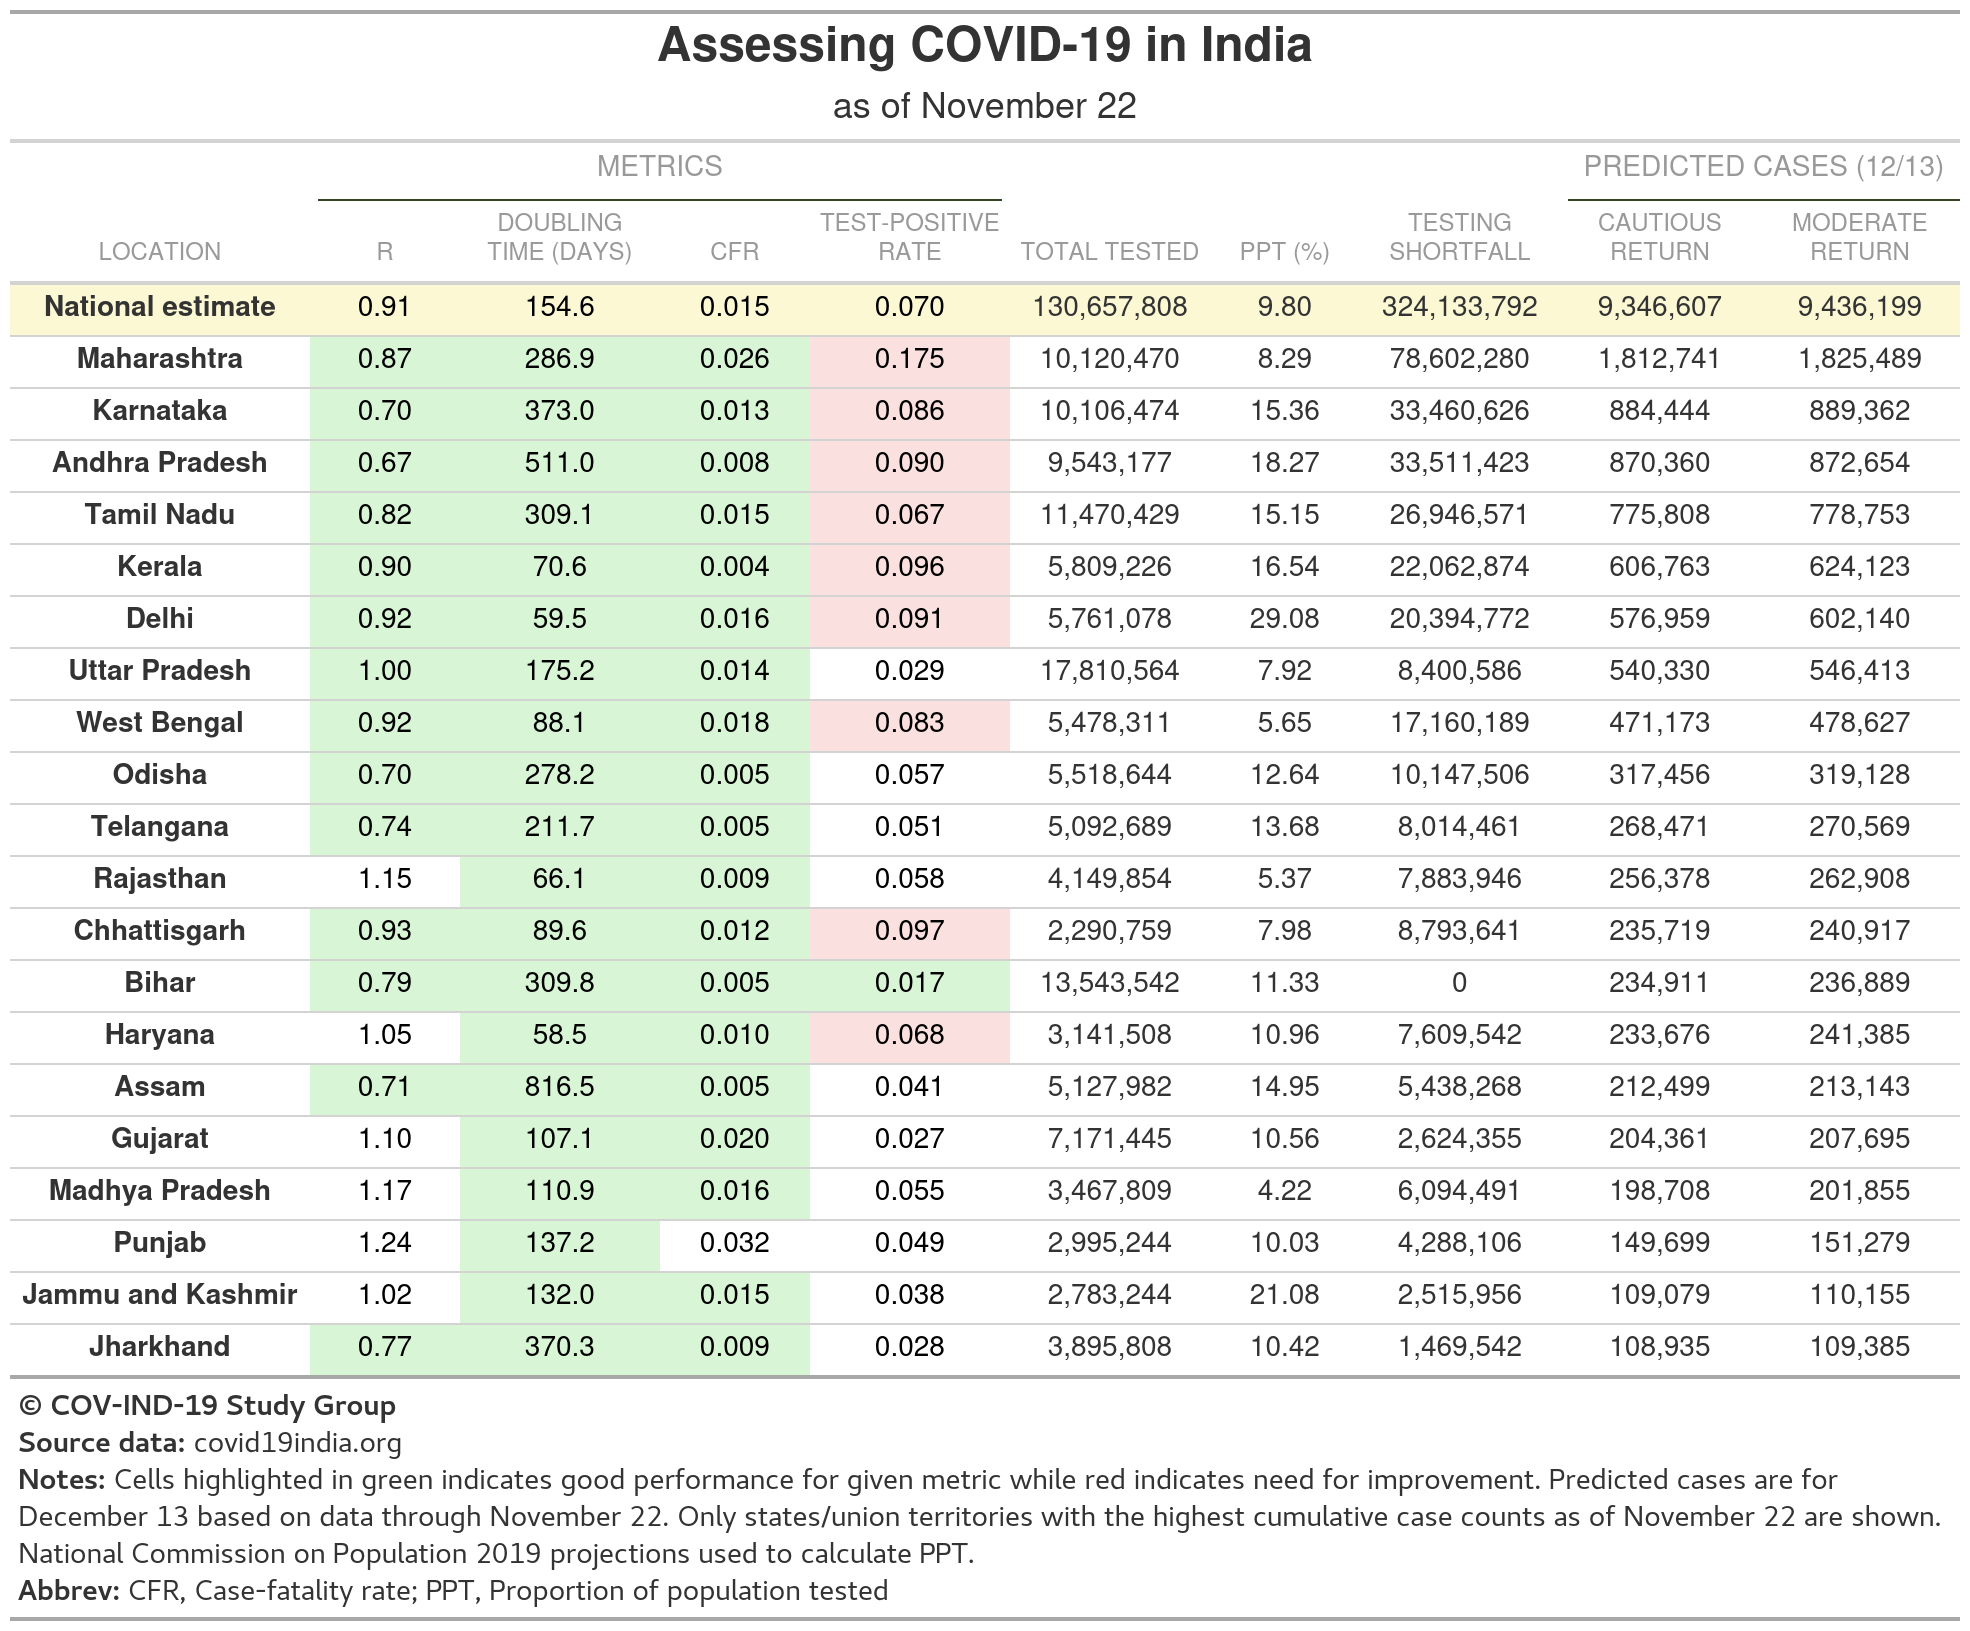 Assessing COVID-19 in India
as of November 22
METRICS PREDICTED CASES (12/13)
LOCATION R DOUBLING TIME (DAYS) CFR TEST-POSITIVE RATE TOTAL TESTED PPT (%) TESTING SHORTFALL CAUTIOUS RETURN MODERATE RETURN
National estimate 0.91 154.6 0.015 0.070 130,657,808 9.80 324,133,792 9,346,607 9,436,199
Maharashtra 0.87 286.9 0.026 0.175 10,120,470 8.29 78,602,280 1,812,741 1,825,489
Karnataka 0.70 373.0 0.013 0.086 10,106,474 15.36 33,460,626 884,444 889,362
Andhra Pradesh 0.67 511.0 0.008 0.090 9,543,177 18.27 33,511,423 870,360 872,654
Tamil Nadu 0.82 309.1 0.015 0.067 11,470,429 15.15 26,946,571 775,808 778,753
Kerala 0.90 70.6 0.004 0.096 5,809,226 16.54 22,062,874 606,763 624,123
Delhi 0.92 59.5 0.016 0.091 5,761,078 29.08 20,394,772 576,959 602,140
Uttar Pradesh 1.00 175.2 0.014 0.029 17,810,564 7.92 8,400,586 540,330 546,413
West Bengal 0.92 88.1 0.018 0.083 5,478,311 5.65 17,160,189 471,173 478,627
Odisha 0.70 278.2 0.005 0.057 5,518,644 12.64 10,147,506 317,456 319,128
Telangana 0.74 211.7 0.005 0.051 5,092,689 13.68 8,014,461 268,471 270,569
Rajasthan 1.15 66.1 0.009 0.058 4,149,854 5.37 7,883,946 256,378 262,908
Chhattisgarh 0.93 89.6 0.012 0.097 2,290,759 7.98 8,793,641 235,719 240,917
Bihar 0.79 309.8 0.005 0.017 13,543,542 11.33 0 234,911 236,889
Haryana 1.05 58.5 0.010 0.068 3,141,508 10.96 7,609,542 233,676 241,385
Assam 0.71 816.5 0.005 0.041 5,127,982 14.95 5,438,268 212,499 213,143
Gujarat 1.10 107.1 0.020 0.027 7,171,445 10.56 2,624,355 204,361 207,695
Madhya Pradesh 1.17 110.9 0.016 0.055 3,467,809 4.22 6,094,491 198,708 201,855
Punjab 1.24 137.2 0.032 0.049 2,995,244 10.03 4,288,106 149,699 151,279
Jammu and Kashmir 1.02 132.0 0.015 0.038 2,783,244 21.08 2,515,956 109,079 110,155
Jharkhand 0.77 370.3 0.009 0.028 3,895,808 10.42 1,469,542 108,935 109,385
© COV-IND-19 Study Group
Source data: covid19india.org
Notes: Cells highlighted in green indicates good performance for given metric while red indicates need for improvement. Predicted cases are for
December 13 based on data through November 22. Only states/union territories with the highest cumulative case counts as of November 22 are shown.
National Commission on Population 2019 projections used to calculate PPT.
Abbrev: CFR, Case-fatality rate; PPT, Proportion of population tested